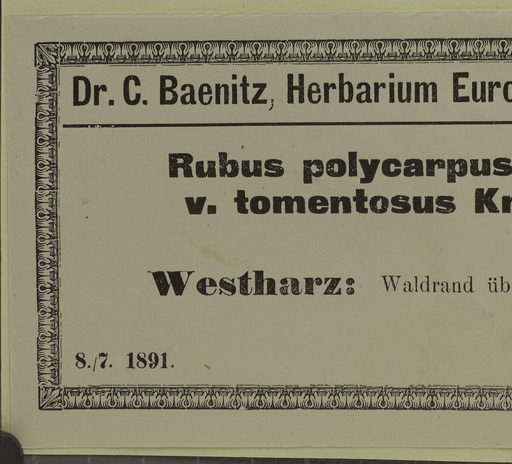 Dr. C. Baenitz, Herbarium Euro
Rubus polycarpus
v. tomentosus Kr
Westharz: Waldrand üb
8./7. 1891.